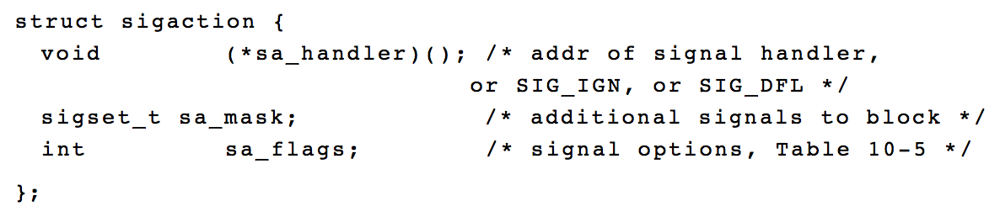 struct sigaction {
void (*sa_handler)(); /* addr of signal handler,
or SIG_IGN, or SIG_DFL */
sigset_t sa_mask; /* additional signals to block */
int sa_flags; /* signal options, Table 10-5 */
};